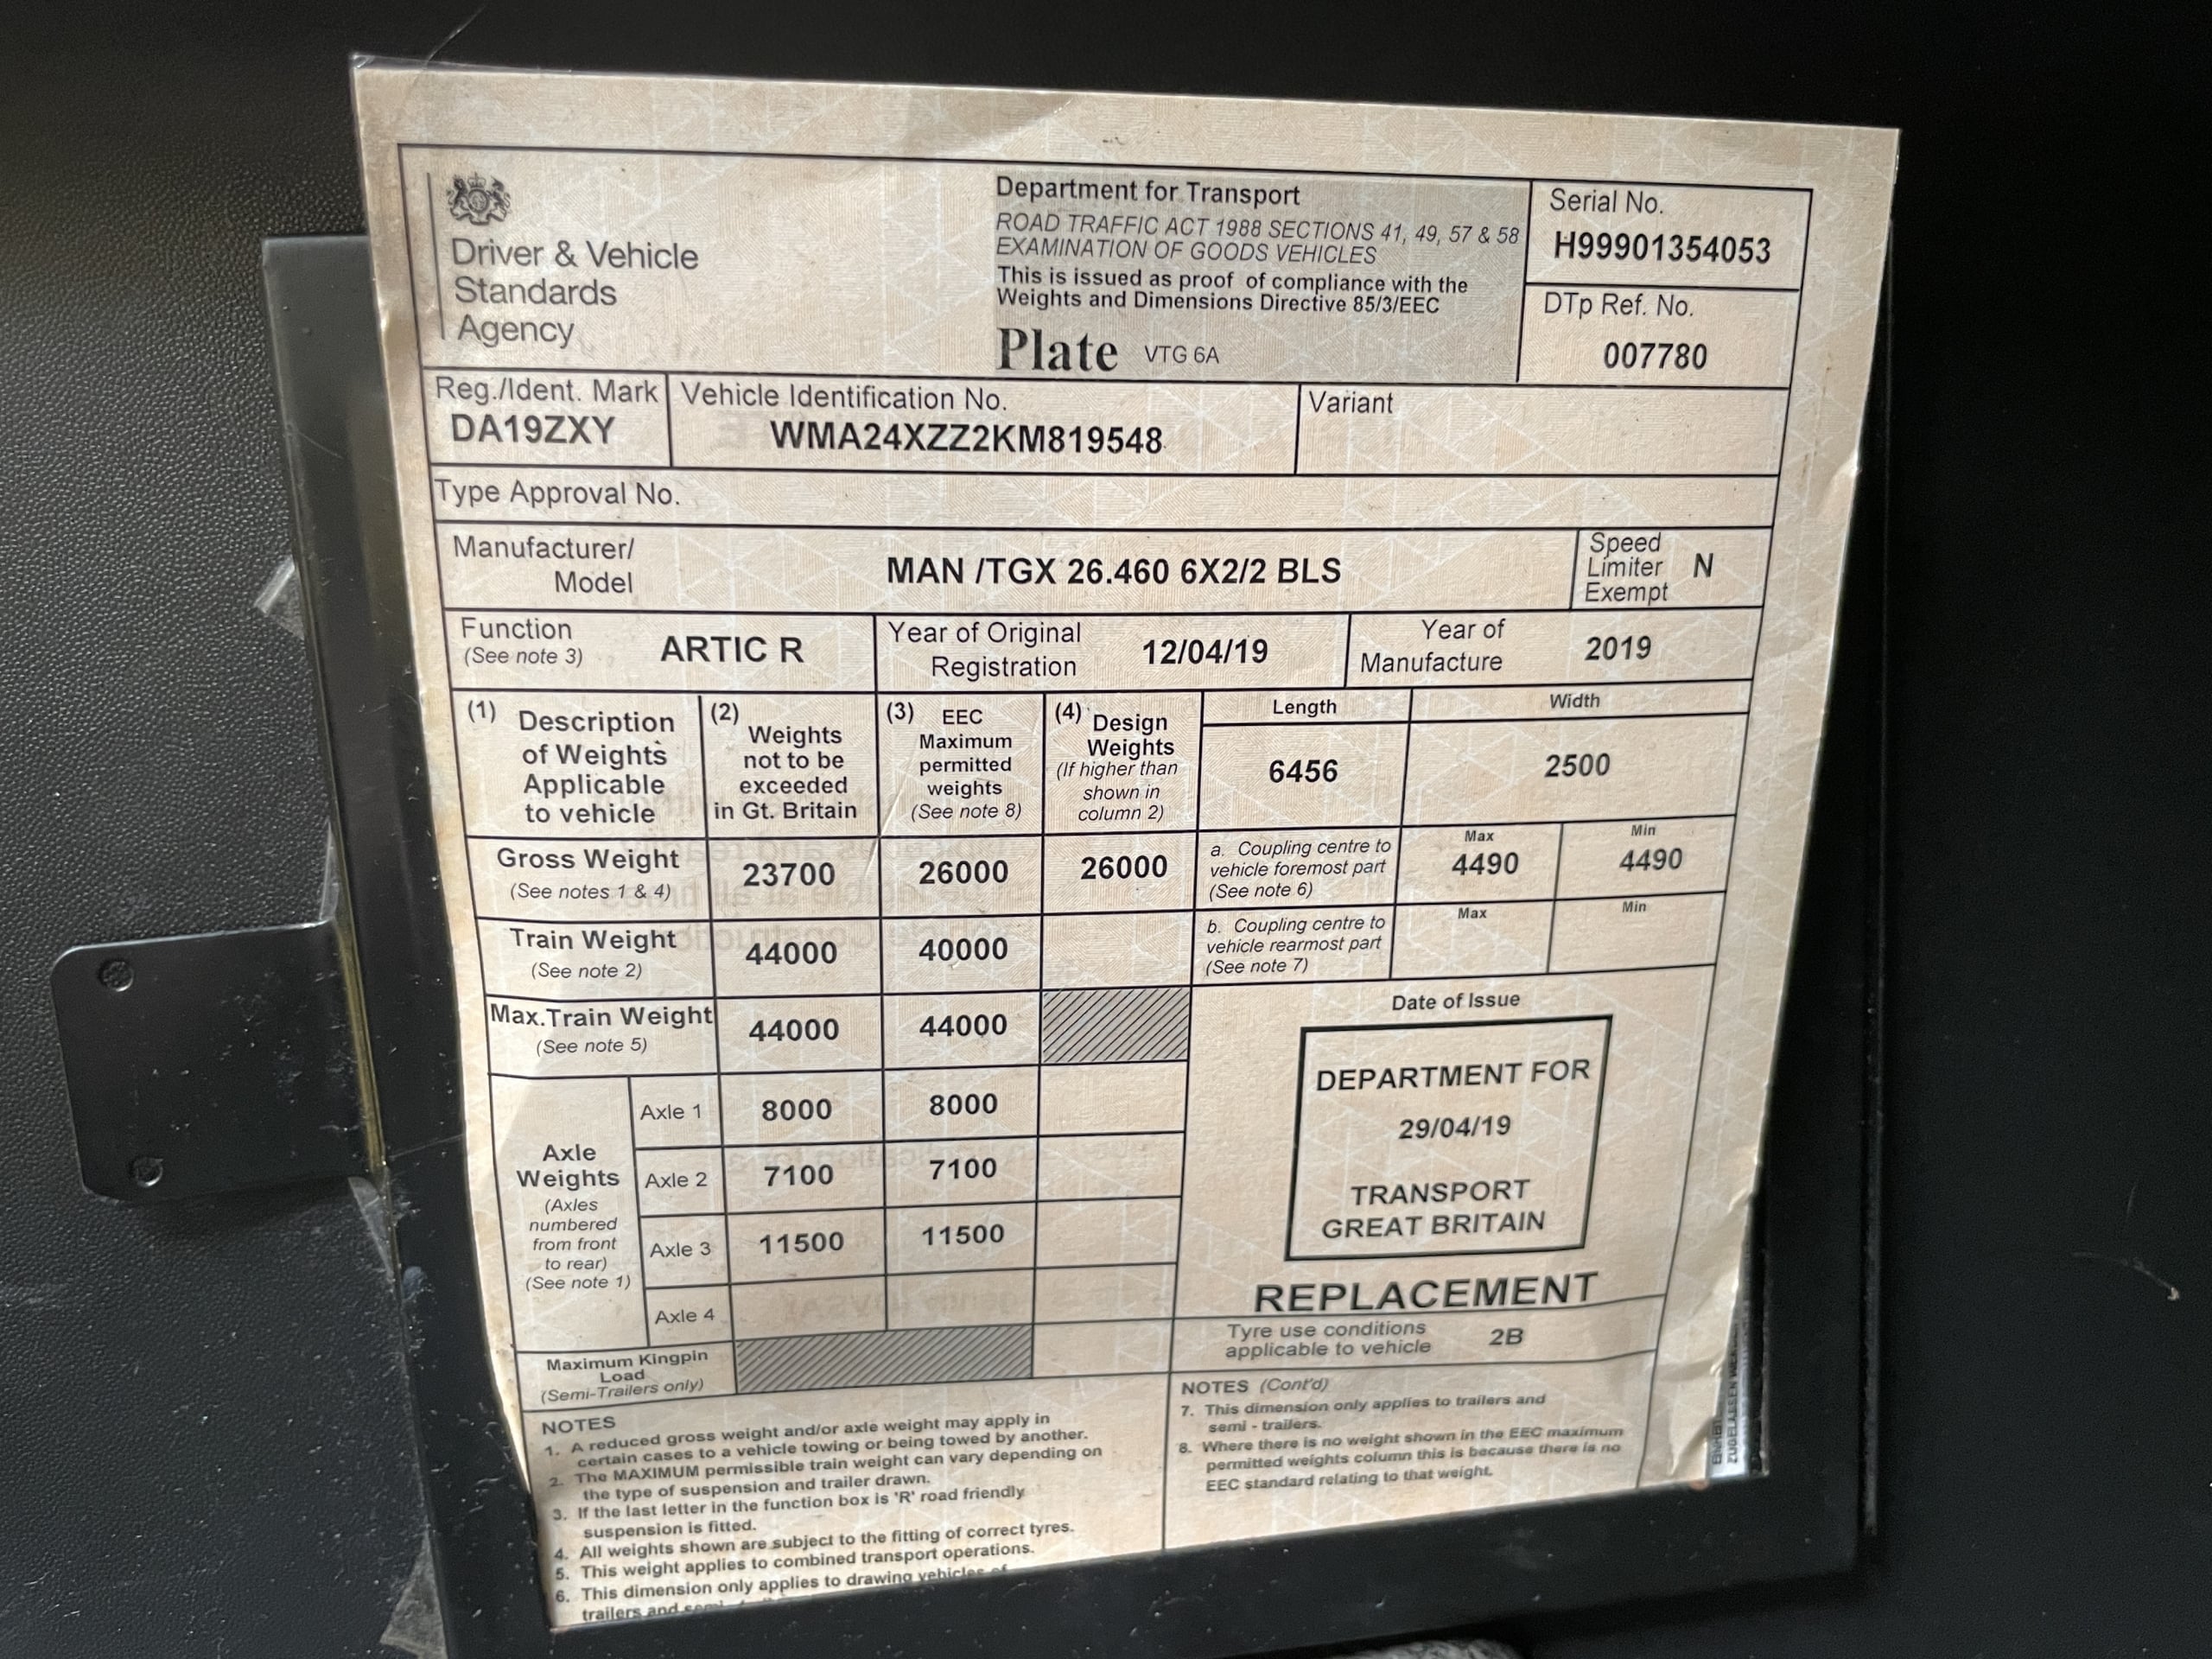 Driver & Vehicle
Standards
Agency
Department for Transport
ROAD TRAFFIC ACT 1988 SECTIONS 41, 49, 57 & 58
EXAMINATION OF GOODS VEHICLES
This is issued as proof of compliance with the
Weights and Dimensions Directive 85/3/EEC
Plate VTG 6A
Serial No.
H99901354053
DTp Ref. No.
007780
Reg./Ident. Mark
DA19ZXY
Vehicle Identification No.
WMA24XZZ2KM819548
Variant
Type Approval No.
Manufacturer/
Model
MAN /TGX 26.460 6X2/2 BLS
Speed
Limiter
Exempt
N
Function
(See note 3)
ARTIC R
Year of Original
Registration
12/04/19
Year of
Manufacture
2019
(1) Description
of Weights
Applicable
to vehicle
(2) Weights
not to be
exceeded
in Gt. Britain
(3) EEC
Maximum
permitted
weights
(See note 8)
(4) Design
Weights
(If higher than
shown in
column 2)
Length
6456
Width
2500
Gross Weight
(See notes 1 & 4)
23700
26000
26000
a. Coupling centre to
vehicle foremost part
(See note 6)
Max
4490
Min
4490
Train Weight
(See note 2)
44000
40000
b. Coupling centre to
vehicle rearmost part
(See note 7)
Max
Min
Max.Train Weight
(See note 5)
44000
44000
Axle
Weights
(Axles
numbered
from front
to rear)
(See note 1)
Axle 1
8000
8000
Axle 2
7100
7100
Axle 3
11500
11500
Axle 4
Maximum Kingpin
Load
(Semi-Trailers only)
Date of Issue
DEPARTMENT FOR
29/04/19
TRANSPORT
GREAT BRITAIN
REPLACEMENT
Tyre use conditions
applicable to vehicle
2B
NOTES
1. A reduced gross weight and/or axle weight may apply in
certain cases to a vehicle towing or being towed by another.
2. The MAXIMUM permissible train weight can vary depending on
the type of suspension and trailer drawn.
3. If the last letter in the function box is 'R' road friendly
suspension is fitted.
4. All weights shown are subject to the fitting of correct tyres.
5. This weight applies to combined transport operations.
6. This dimension only applies to drawing vehicles of
trailers and
NOTES (Cont'd)
7. This dimension only applies to trailers and
semi - trailers.
8. Where there is no weight shown in the EEC maximum
permitted weights column this is because there is no
EEC standard relating to that weight.